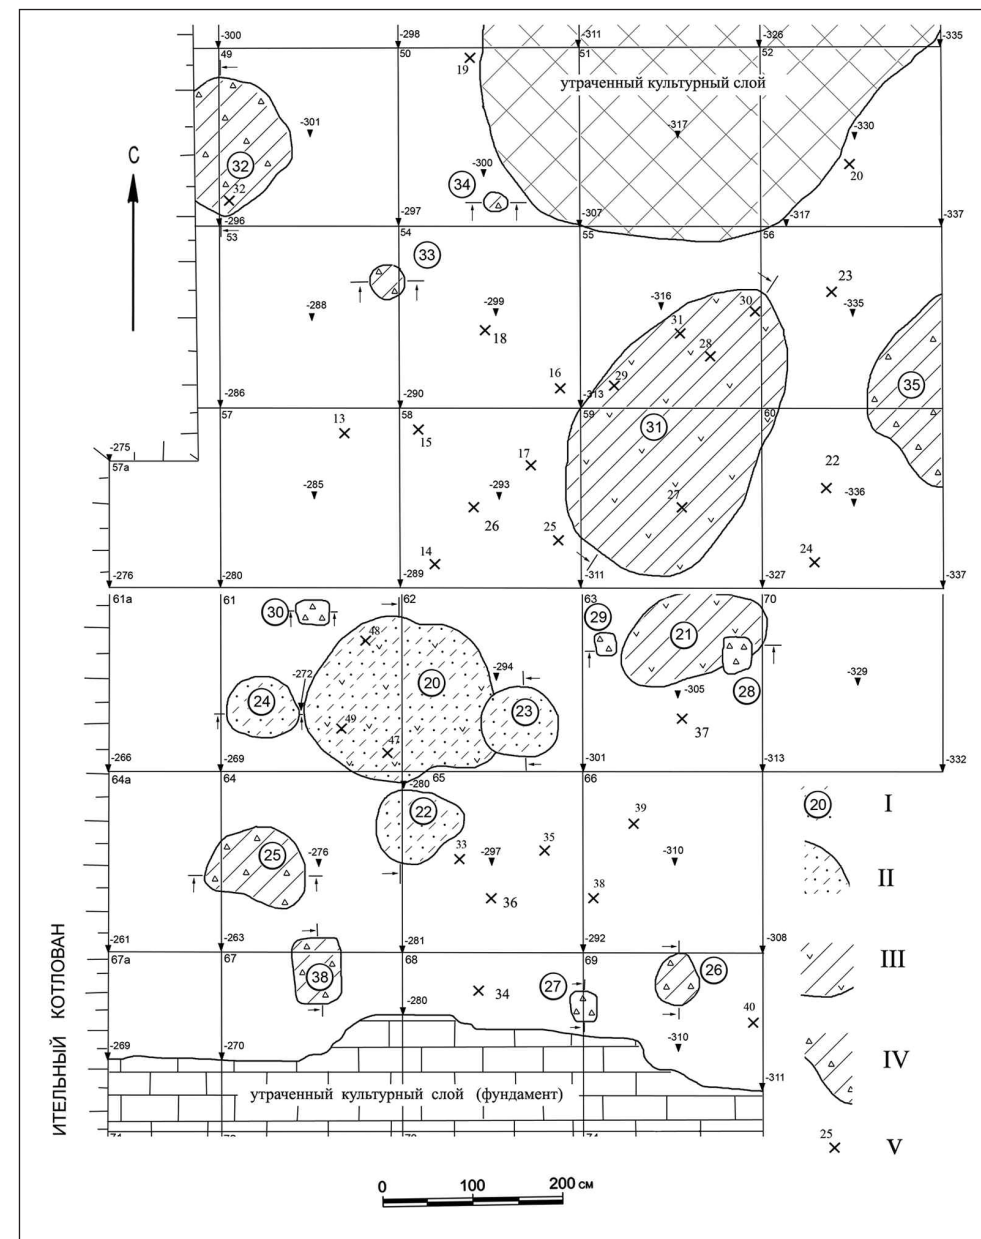 -300 -298 -311 -326 -335
49 50 51 52
19
утраченный культурный слой
-301 -317 -330
С
32 34 -300 20
32
-296 -297 -307 -317 -337
53 54 55 56
33
23
-288 -299 -316 30 -335
18 31
28
16 29 35
-286 -290 -313
57 58 59 60
13 15 31
-275
57а
17 22
-285 -293 27 -336
26
25
14 24
-276 -280 -289 -311 -327 -337
61а 61 62 63 70
30 29
48 21
-272 -294
24 20 -329
23 28
-305
49 37
47
-266 -269 -301 -313 -332
64а 64 65 66
-280
22 39 20 I
33 35
25 -276 -297 -310
36 38 II
-261 -263 -281 -292 -308
67а 67 68 69
38 27 26 III
34
-280 40
-310
-269 -270 IV
-311
утраченный культурный слой (фундамент)
ИТЕЛЬНЫЙ КОТЛОВАН
25 V
0 100 200 см